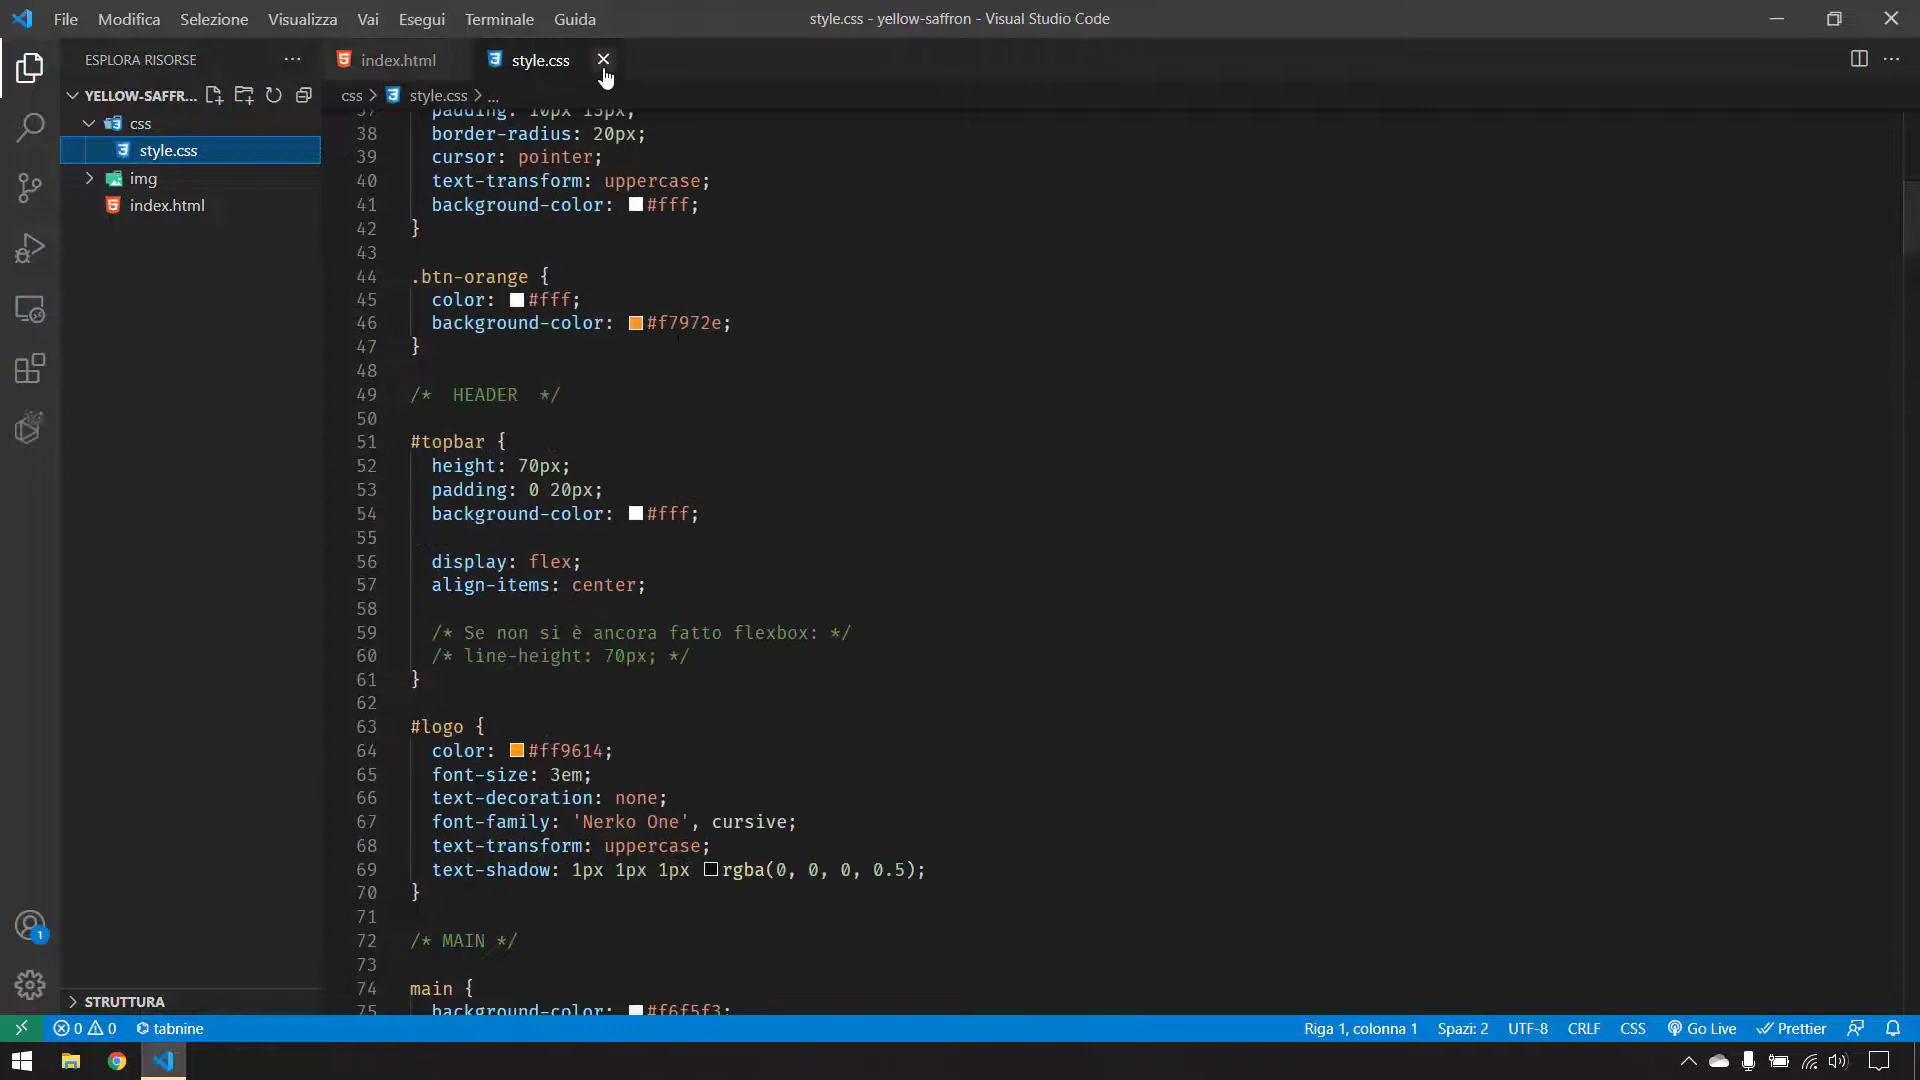 File Modifica Selezione Visualizza Vai Esegui Terminale Guida
style.css - yellow-saffron - Visual Studio Code
ESPLORA RISORSE
YELLOW-SAFFR...
css
style.css
img
index.html
STRUTTURA
index.html
style.css
css > style.css > ...
37 padding: 10px 15px;
38 border-radius: 20px;
39 cursor: pointer;
40 text-transform: uppercase;
41 background-color: #fff;
42 }
43
44 .btn-orange {
45 color: #fff;
46 background-color: #f7972e;
47 }
48
49 /*  HEADER  */
50
51 #topbar {
52 height: 70px;
53 padding: 0 20px;
54 background-color: #fff;
55
56 display: flex;
57 align-items: center;
58
59 /* Se non si è ancora fatto flexbox: */
60 /* line-height: 70px; */
61 }
62
63 #logo {
64 color: #ff9614;
65 font-size: 3em;
66 text-decoration: none;
67 font-family: 'Nerko One', cursive;
68 text-transform: uppercase;
69 text-shadow: 1px 1px 1px rgba(0, 0, 0, 0.5);
70 }
71
72 /* MAIN */
73
74 main {
75 background-color: #f6f5f3;
1
0 0 tabnine
Riga 1, colonna 1 Spazi: 2 UTF-8 CRLF CSS Go Live Prettier